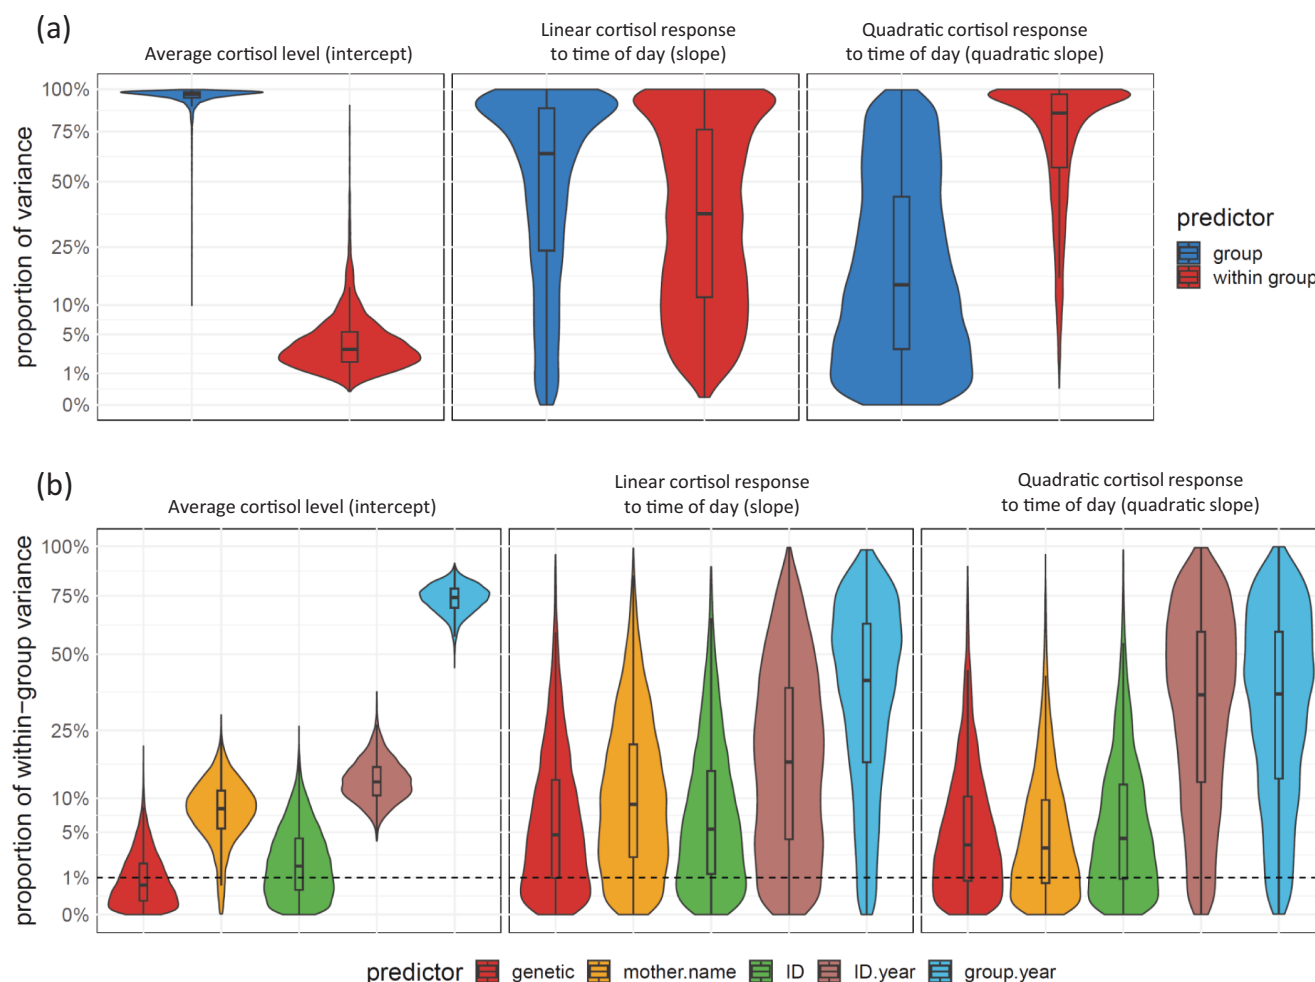 (a)
Average cortisol level (intercept)
Linear cortisol response
to time of day (slope)
Quadratic cortisol response
to time of day (quadratic slope)
proportion of variance
100%
75%
50%
25%
10%
5%
1%
0%
predictor
group
within group
(b)
Average cortisol level (intercept)
Linear cortisol response
to time of day (slope)
Quadratic cortisol response
to time of day (quadratic slope)
proportion of within-group variance
100%
75%
50%
25%
10%
5%
1%
0%
predictor genetic mother.name ID ID.year group.year